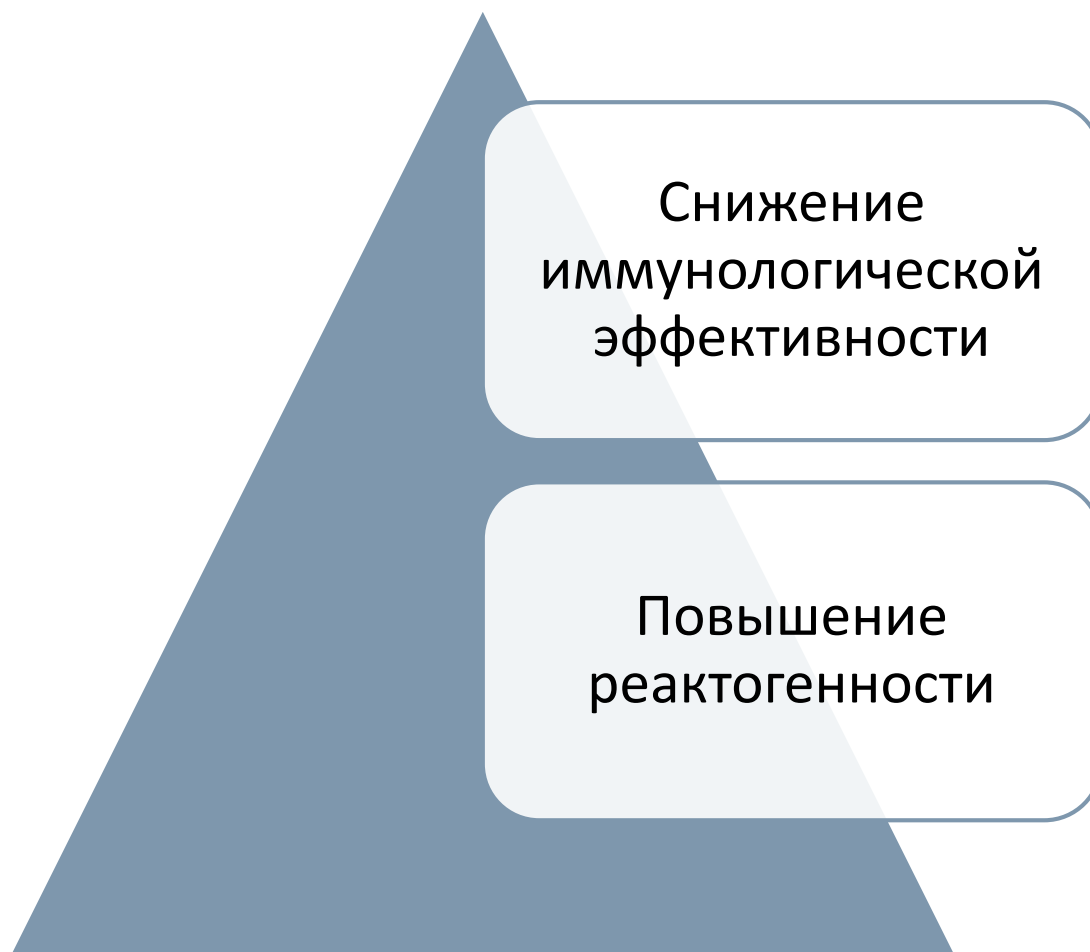 Снижение
иммунологической
эффективности
Повышение
реактогенности